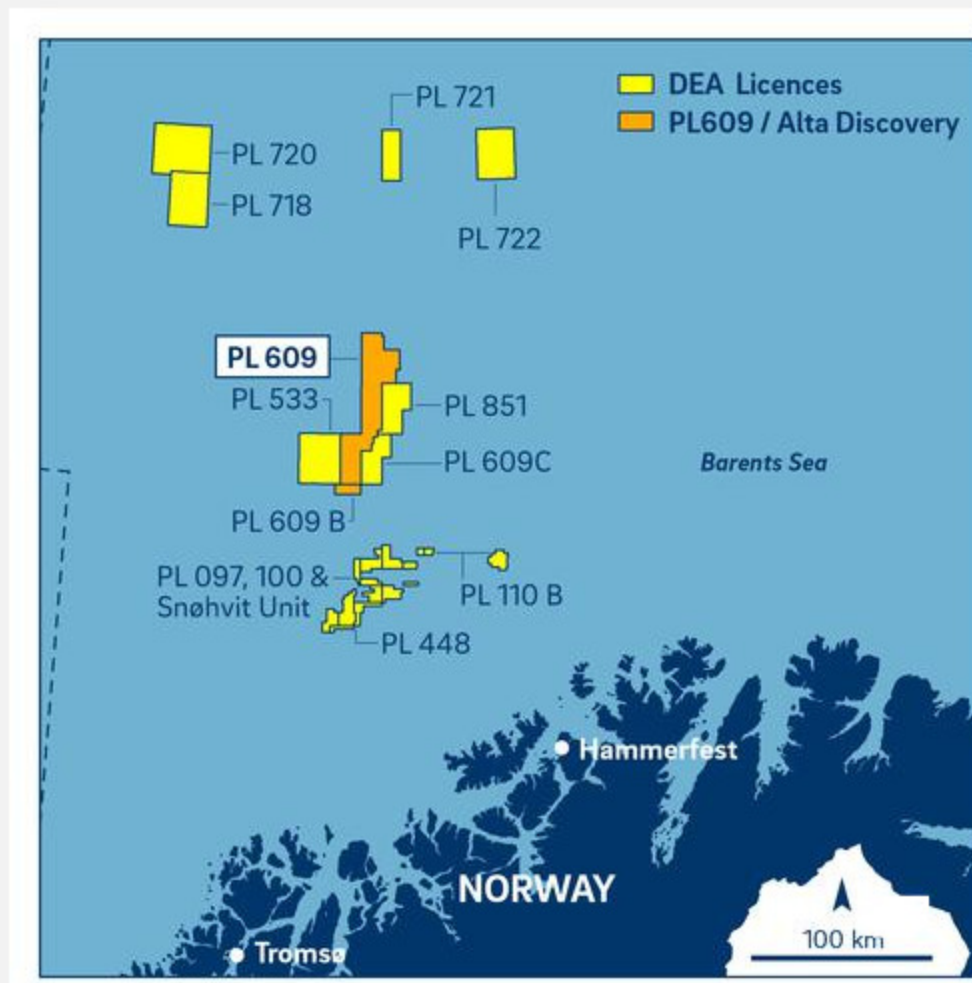 DEA Licences
PL609 / Alta Discovery
PL 721
PL 720
PL 718
PL 722
PL 609
PL 533
PL 851
PL 609C
Barents Sea
PL 609 B
PL 097, 100 &
Snøhvit Unit
PL 110 B
PL 448
Hammerfest
NORWAY
100 km
Tromsø